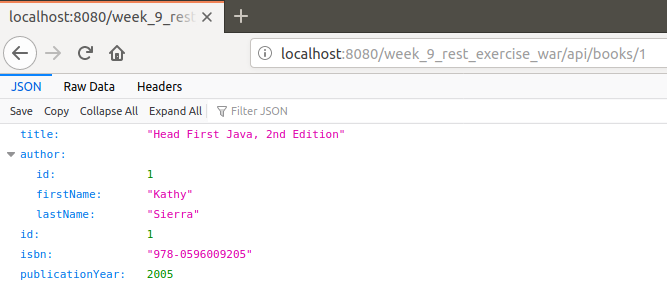 localhost:8080/week_9_rest
localhost:8080/week_9_rest_exercise_war/api/books/1
JSON Raw Data Headers
Save Copy Collapse All Expand All Filter JSON
title: "Head First Java, 2nd Edition"
author:
id: 1
firstName: "Kathy"
lastName: "Sierra"
id: 1
isbn: "978-0596009205"
publicationYear: 2005